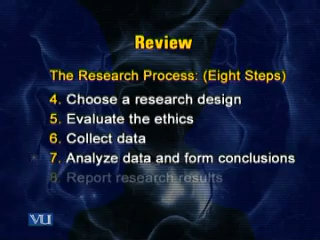 Review
The Research Process: (Eight Steps)
4. Choose a research design
5. Evaluate the ethics
6. Collect data
7. Analyze data and form conclusions
8. Report research results
VU